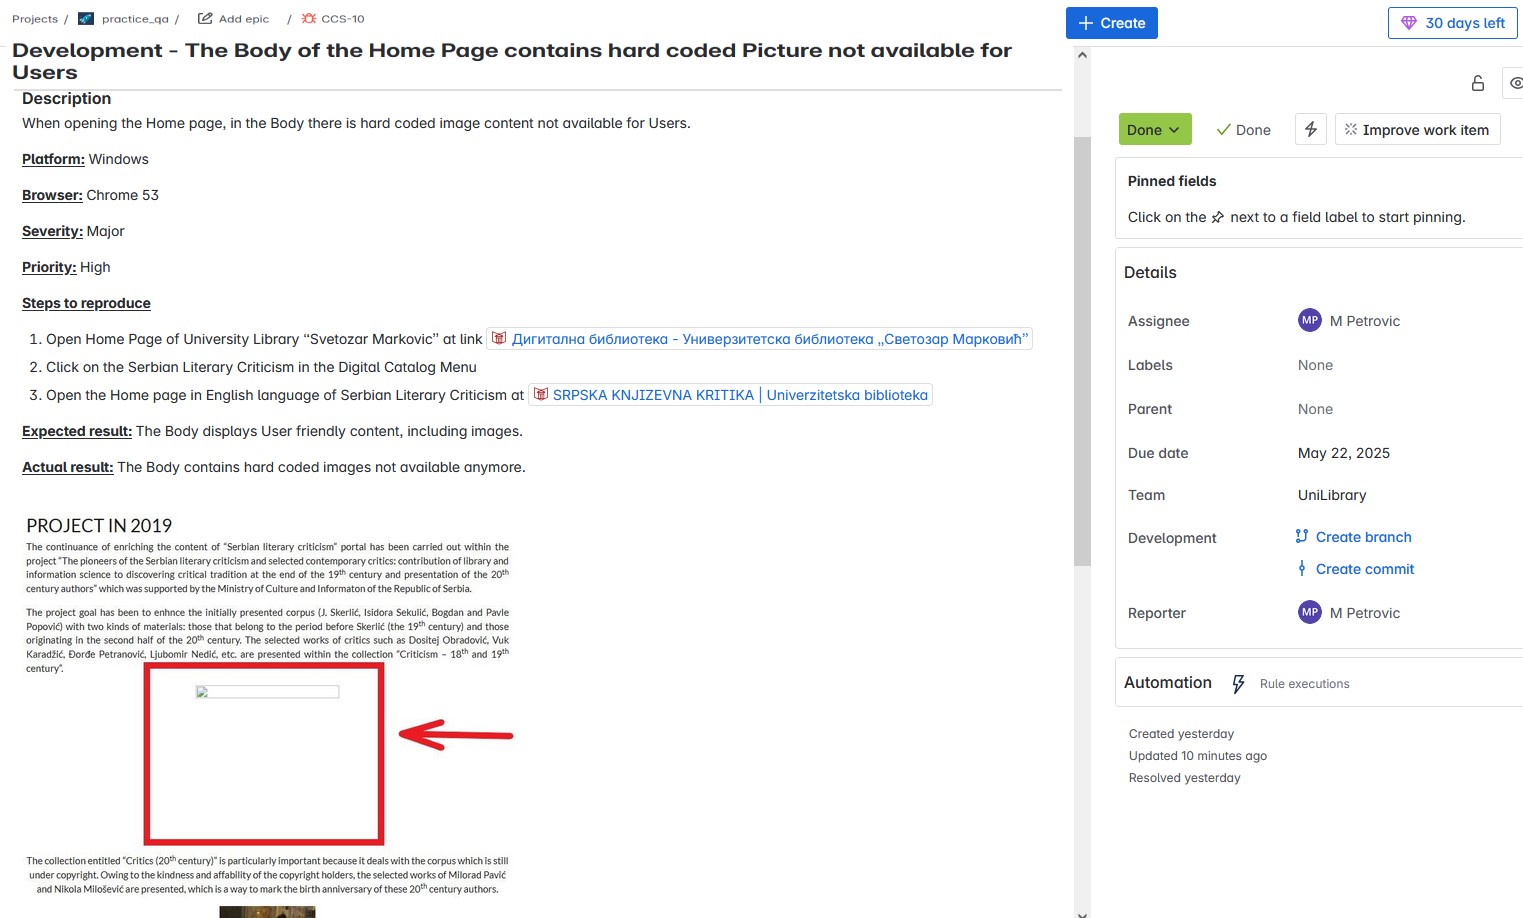 Projects / practice_qa / Add epic / CCS-10
Create
30 days left
Development - The Body of the Home Page contains hard coded Picture not available for
Users
Description
When opening the Home page, in the Body there is hard coded image content not available for Users.
Platform: Windows
Browser: Chrome 53
Severity: Major
Priority: High
Steps to reproduce
1. Open Home Page of University Library “Svetozar Markovic” at link Дигитална библиотека - Универзитетска библиотека „Светозар Марковић”
2. Click on the Serbian Literary Criticism in the Digital Catalog Menu
3. Open the Home page in English language of Serbian Literary Criticism at SRPSKA KNJIZEVNA KRITIKA | Univerzitetska biblioteka
Expected result: The Body displays User friendly content, including images.
Actual result: The Body contains hard coded images not available anymore.
PROJECT IN 2019
The continuance of enriching the content of “Serbian literary criticism” portal has been carried out within the
project “The pioneers of the Serbian literary criticism and selected contemporary critics: contribution of library and
information science to discovering critical tradition at the end of the 19th century and presentation of the 20th
century authors” which was supported by the Ministry of Culture and Informaton of the Republic of Serbia.
The project goal has been to enhnce the initially presented corpus (J. Skerlić, Isidora Sekulić, Bogdan and Pavle
Popović) with two kinds of materials: those that belong to the period before Skerlić (the 19th century) and those
originating in the second half of the 20th century. The selected works of critics such as Dositej Obradović, Vuk
Karadžić, Đorđe Petranović, Ljubomir Nedić, etc. are presented within the collection “Criticism – 18th and 19th
century”.
The collection entitled “Critics (20th century)” is particularly important because it deals with the corpus which is still
under copyright. Owing to the kindness and affability of the copyright holders, the selected works of Milorad Pavić
and Nikola Milošević are presented, which is a way to mark the birth anniversary of these 20th century authors.
Done
Done
Improve work item
Pinned fields
Click on the next to a field label to start pinning.
Details
Assignee MP M Petrovic
Labels None
Parent None
Due date May 22, 2025
Team UniLibrary
Development Create branch
Create commit
Reporter MP M Petrovic
Automation Rule executions
Created yesterday
Updated 10 minutes ago
Resolved yesterday